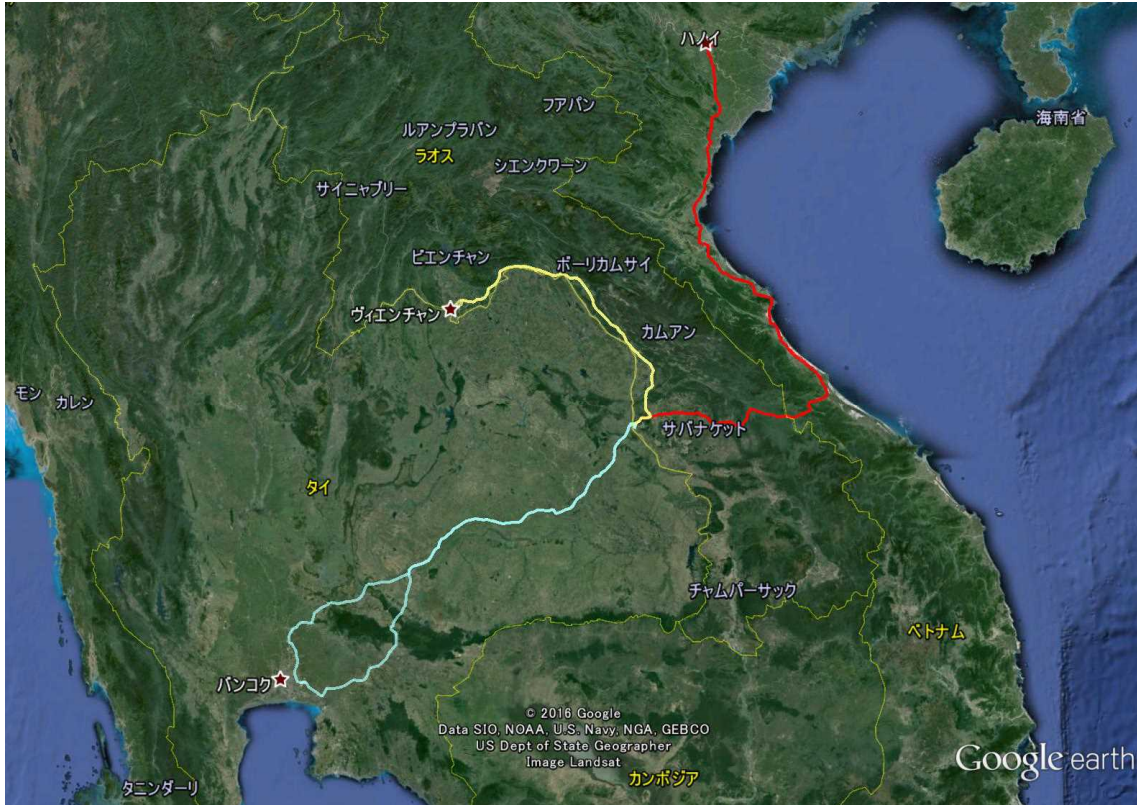 ハノイ
海南省
フアパン
ルアンプラバン
ラオス
シエンクワーン
サイニャブリー
ビエンチャン
ボーリカムサイ
ヴィエンチャン
カムアン
モン
カレン
サバナケット
タイ
チャムパーサック
ベトナム
バンコク
© 2016 Google
Data SIO, NOAA, U.S. Navy, NGA, GEBCO
US Dept of State Geographer
Image Landsat
Google earth
カンボジア
タニンダーリ